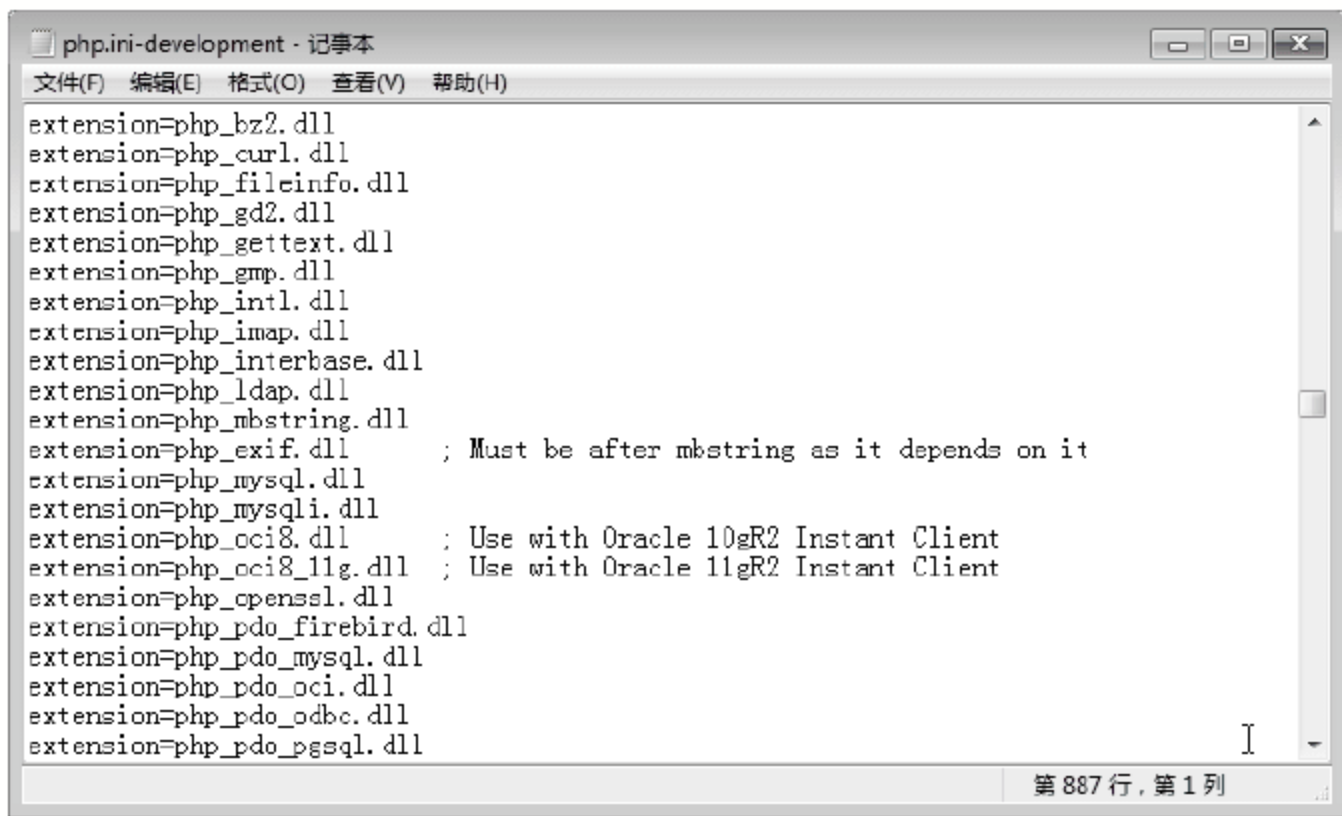 php.ini-development - 记事本
文件(F) 编辑(E) 格式(O) 查看(V) 帮助(H)
extension=php_bz2.dll
extension=php_curl.dll
extension=php_fileinfo.dll
extension=php_gd2.dll
extension=php_gettext.dll
extension=php_gmp.dll
extension=php_intl.dll
extension=php_imap.dll
extension=php_interbase.dll
extension=php_ldap.dll
extension=php_mbstring.dll
extension=php_exif.dll ; Must be after mbstring as it depends on it
extension=php_mysql.dll
extension=php_mysqli.dll
extension=php_oci8.dll ; Use with Oracle 10gR2 Instant Client
extension=php_oci8_11g.dll ; Use with Oracle 11gR2 Instant Client
extension=php_openssl.dll
extension=php_pdo_firebird.dll
extension=php_pdo_mysql.dll
extension=php_pdo_oci.dll
extension=php_pdo_odbc.dll
extension=php_pdo_pgsql.dll
第 887 行，第 1 列